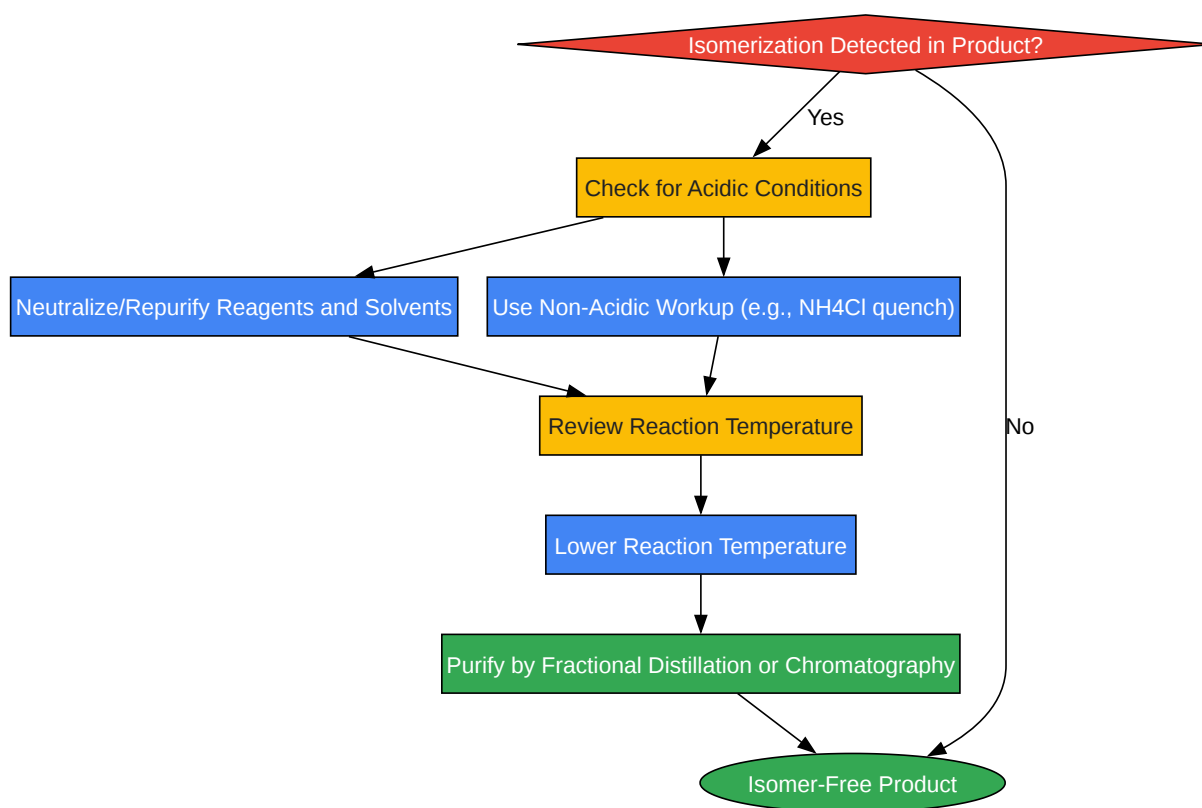 Isomerization Detected in Product?
Yes
Check for Acidic Conditions
Neutralize/Repurify Reagents and Solvents
Use Non-Acidic Workup (e.g., NH4Cl quench)
Review Reaction Temperature
No
Lower Reaction Temperature
Purify by Fractional Distillation or Chromatography
Isomer-Free Product